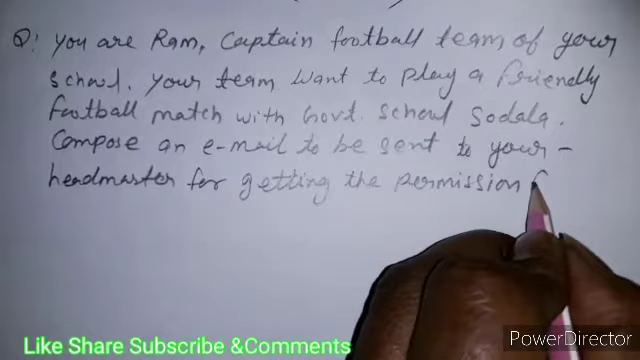 Q: You are Ram, Captain football team of your
school. Your team want to play a friendly
football match with Govt. School Sodala.
Compose an e-mail to be sent to your -
headmaster for getting the permission
PowerDirector
Like Share Subscribe &Comments